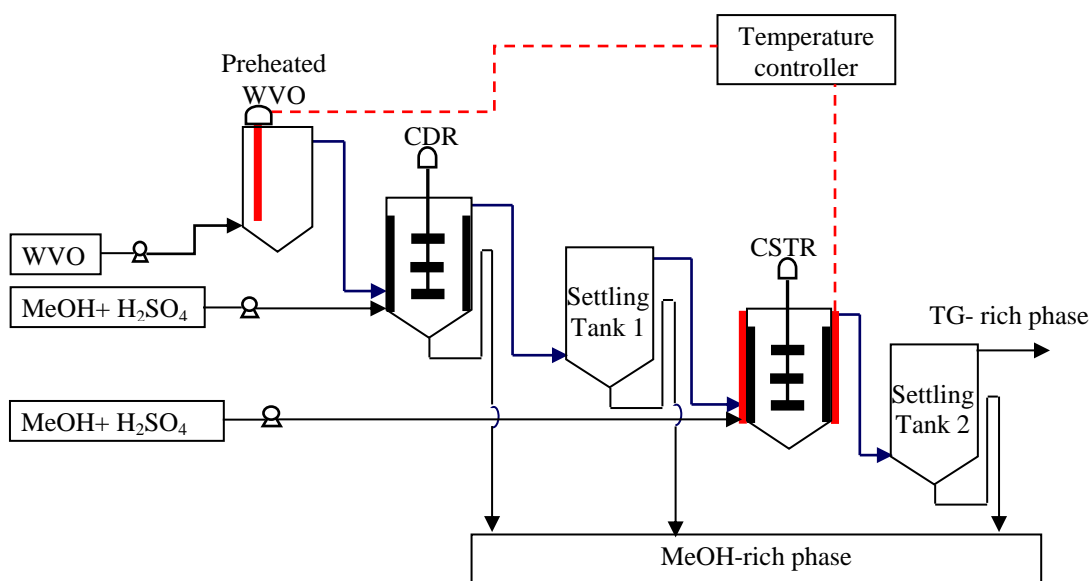 Temperature
controller
Preheated
WVO
CDR
WVO
MeOH+ H₂SO₄
Settling
Tank 1
CSTR
TG- rich phase
MeOH+ H₂SO₄
Settling
Tank 2
MeOH-rich phase